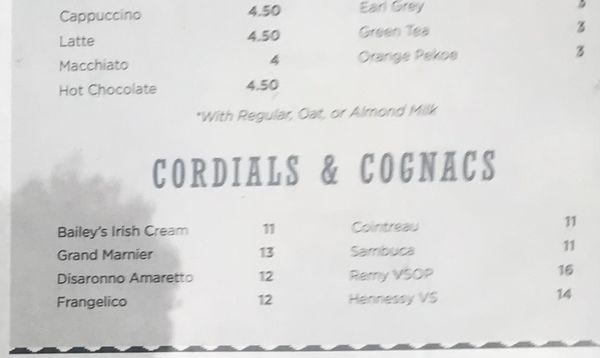 Cappuccino 4.50
Latte 4.50
Macchiato 4
Hot Chocolate 4.50
Earl Grey 3
Green Tea 3
Orange Pekoe 3
*With Regular, Oat, or Almond Milk
CORDIALS & COGNACS
Bailey's Irish Cream 11
Grand Marnier 13
Disaronno Amaretto 12
Frangelico 12
Cointreau 11
Sambuca 11
Remy VSOP 16
Hennessy VS 14